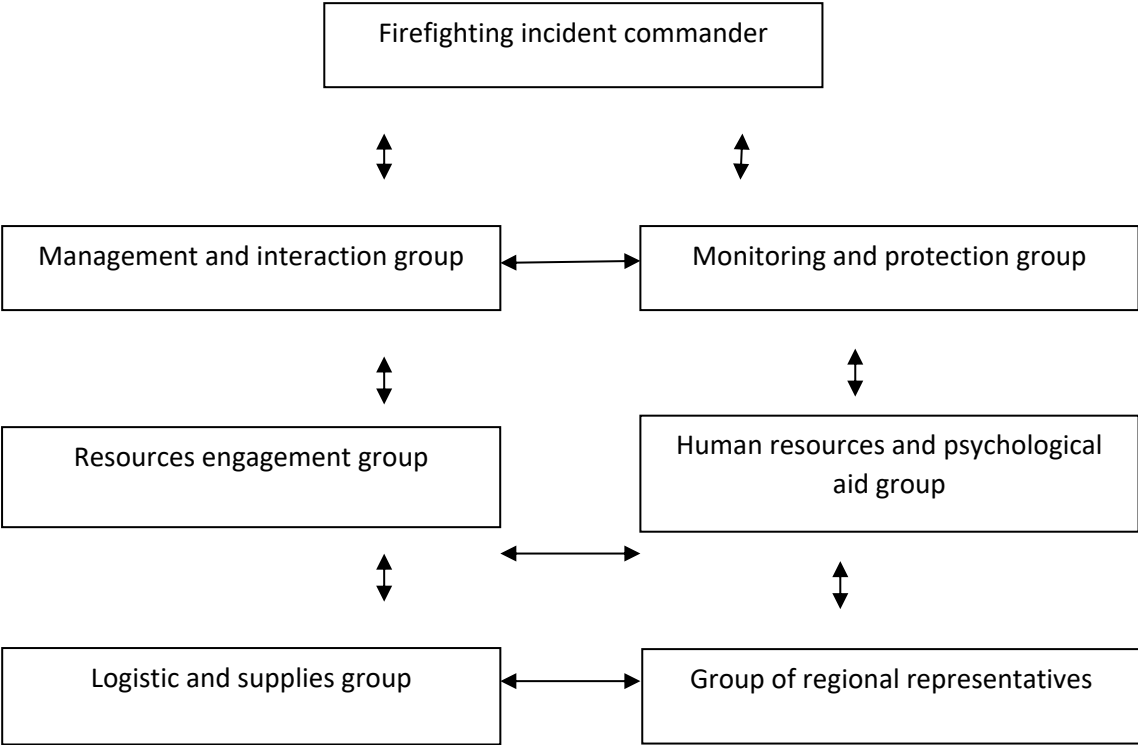 Firefighting incident commander
Management and interaction group
Monitoring and protection group
Resources engagement group
Human resources and psychological
aid group
Logistic and supplies group
Group of regional representatives